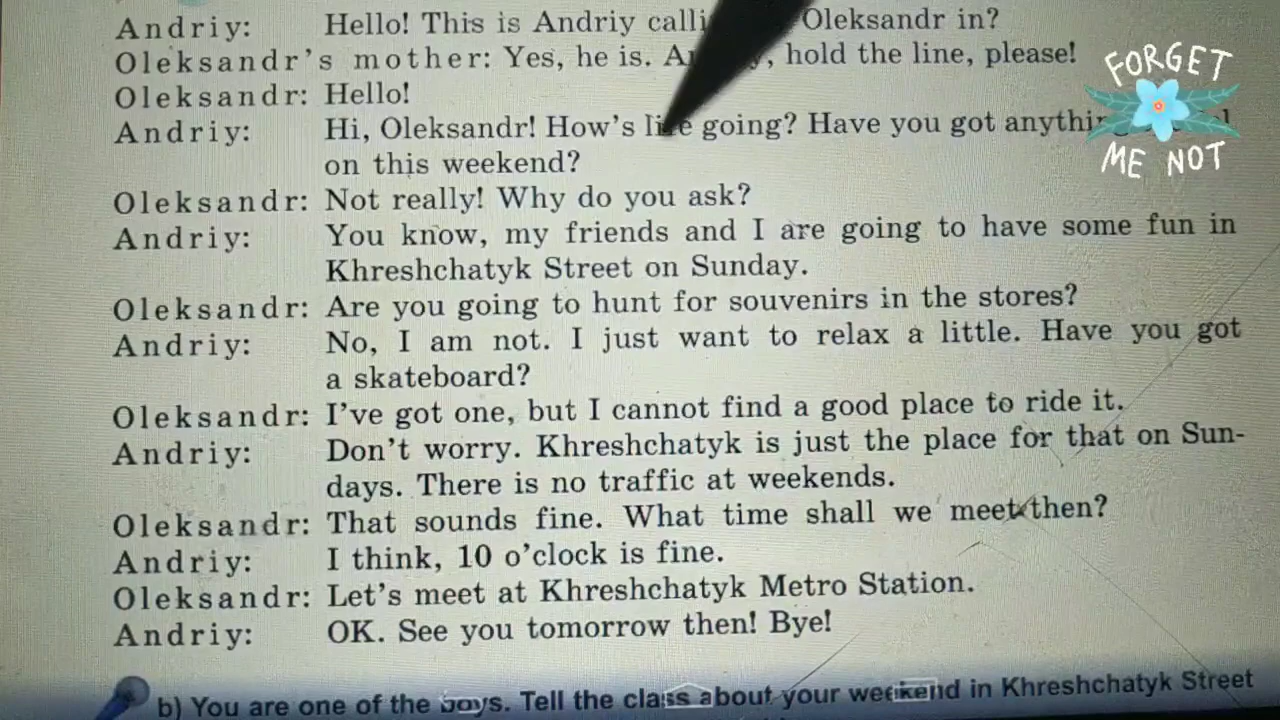 Andriy: Hello! This is Andriy Oleksandr in?
Oleksandr's mother: Yes, he is. hold the line, please!
Oleksandr: Hello!
Andriy: Hi, Oleksandr! How's going? Have you got
on this weekend?
Oleksandr: Not really! Why do you ask?
Andriy: You know, my friends and I are going to have some fun in
Khreshchatyk Street on Sunday.
Oleksandr: Are you going to hunt for souvenirs in the stores?
Andriy: No, I am not. I just want to relax a little. Have you got
a skateboard?
Oleksandr: I've got one, but I cannot find a good place to ride it.
Andriy: Don't worry. Khreshchatyk is just the place for that on Sun-
days. There is no traffic at weekends.
Oleksandr: That sounds fine. What time shall we meet then?
Andriy: I think, 10 o'clock is fine.
Oleksandr: Let's meet at Khreshchatyk Metro Station.
Andriy: OK. See you tomorrow then! Bye!
b) You are one of the boys. Tell the class about your weekend in Khreshchatyk Street
FORGET
ME NOT